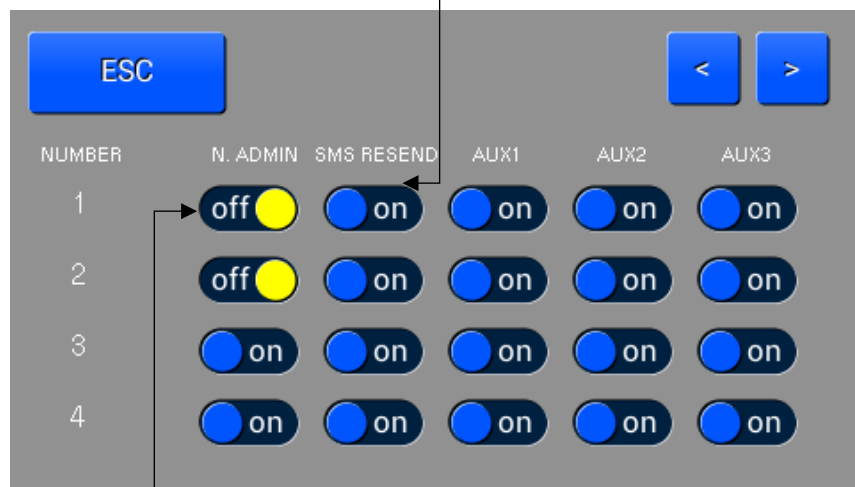 ESC < >
NUMBER N. ADMIN SMS RESEND AUX1 AUX2 AUX3
1 off on on on on
2 off on on on on
3 on on on on on
4 on on on on on